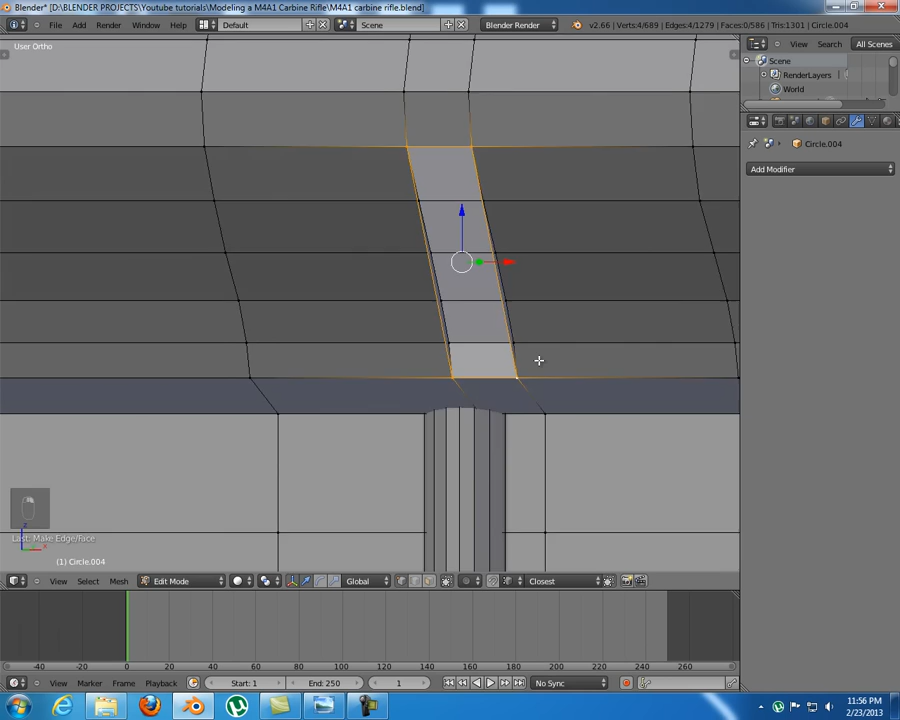 Blender* [D:\BLENDER PROJECTS\Youtube tutorials\Modeling a M4A1 Carbine Rifle\M4A1 carbine rifle.blend]
File Add Render Window Help Default Scene Blender Render v2.66 | Verts:4/689 | Edges:4/1279 | Faces:0/586 | Tris:1301 | Circle.004
User Ortho
View Search All Scenes
Scene
RenderLayers
World
Circle.004
Add Modifier
Last: Make Edge/Face
(1) Circle.004
View Select Mesh Edit Mode Global Closest
-40 -20 0 20 40 60 80 100 120 140 160 180 200 220 240 260
View Marker Frame Playback Start: 1 End: 250 1 No Sync
11:56 PM
2/23/2013